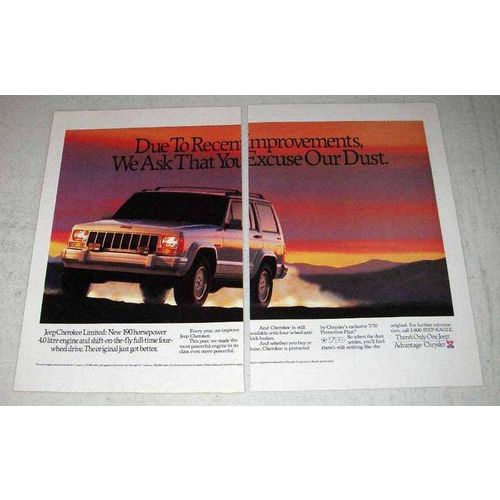 Due To Recent Improvements,
We Ask That You Excuse Our Dust.
Jeep Cherokee Limited: New 190 horsepower
4.0 litre engine and shift-on-the-fly full-time four-
wheel drive. The original just got better.
Every year, we improve
Jeep Cherokee.
This year, we made the
most powerful engine in its
class even more powerful.
And Cherokee is still
available with four-wheel anti-
lock brakes.
And whether you buy or
lease, Cherokee is protected
by Chrysler's exclusive 7/70
Protection Plan.
So when the dust
settles, you'll find
there's still nothing like the
original. For further informa-
tion, call 1-800-JEEP-EAGLE.
There's Only One Jeep
Advantage: Chrysler